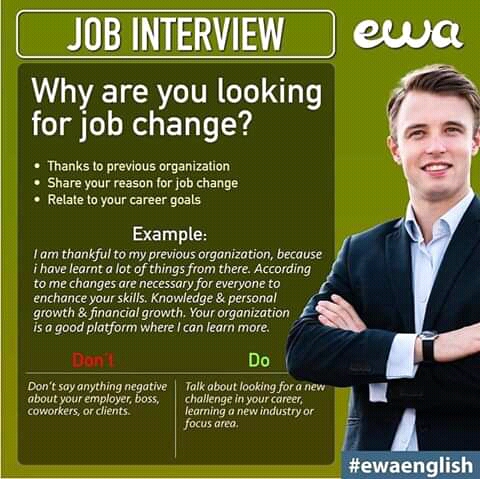 JOB INTERVIEW
ewa
Why are you looking
for job change?
• Thanks to previous organization
• Share your reason for job change
• Relate to your career goals
Example:
I am thankful to my previous organization, because
i have learnt a lot of things from there. According
to me changes are necessary for everyone to
enchance your skills. Knowledge & personal
growth & financial growth. Your organization
is a good platform where I can learn more.
Don't
Don't say anything negative
about your employer, boss,
coworkers, or clients.
Do
Talk about looking for a new
challenge in your career,
learning a new industry or
focus area.
#ewaenglish